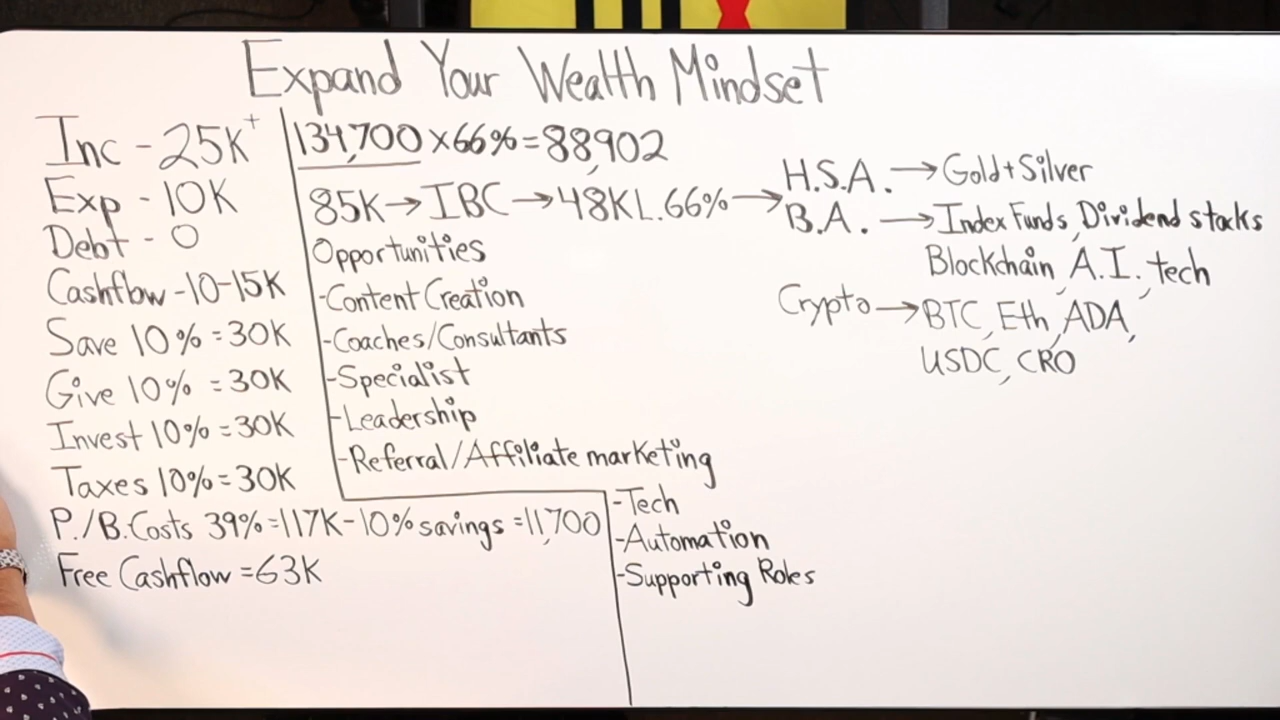 Expand Your Wealth Mindset
Inc - 25K+
Exp - 10K
Debt - 0
Cashflow - 10-15K
Save 10% = 30K
Give 10% = 30K
Invest 10% = 30K
Taxes 10% = 30K
P./B. Costs 39% = 117K - 10% savings = 11,700
Free Cashflow = 63K
134,700 x 66% = 88,902
85K → IBC → 48K L. 66% →
Opportunities
- Content Creation
- Coaches/Consultants
- Specialist
- Leadership
- Referral/Affiliate marketing
- Tech
- Automation
- Supporting Roles
H.S.A. → Gold + Silver
B.A. → Index Funds, Dividend stocks
Blockchain, A.I., tech
Crypto → BTC, Eth, ADA,
USDC, CRO